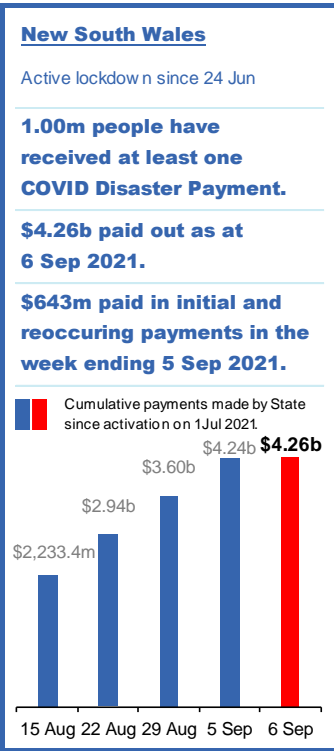 New South Wales
Active lockdown since 24 Jun
1.00m people have
received at least one
COVID Disaster Payment.
$4.26b paid out as at
6 Sep 2021.
$643m paid in initial and
reoccuring payments in the
week ending 5 Sep 2021.
Cumulative payments made by State
since activation on 1Jul 2021.
$2,233.4m
$2.94b
$3.60b
$4.24b
$4.26b
15 Aug 22 Aug 29 Aug 5 Sep 6 Sep